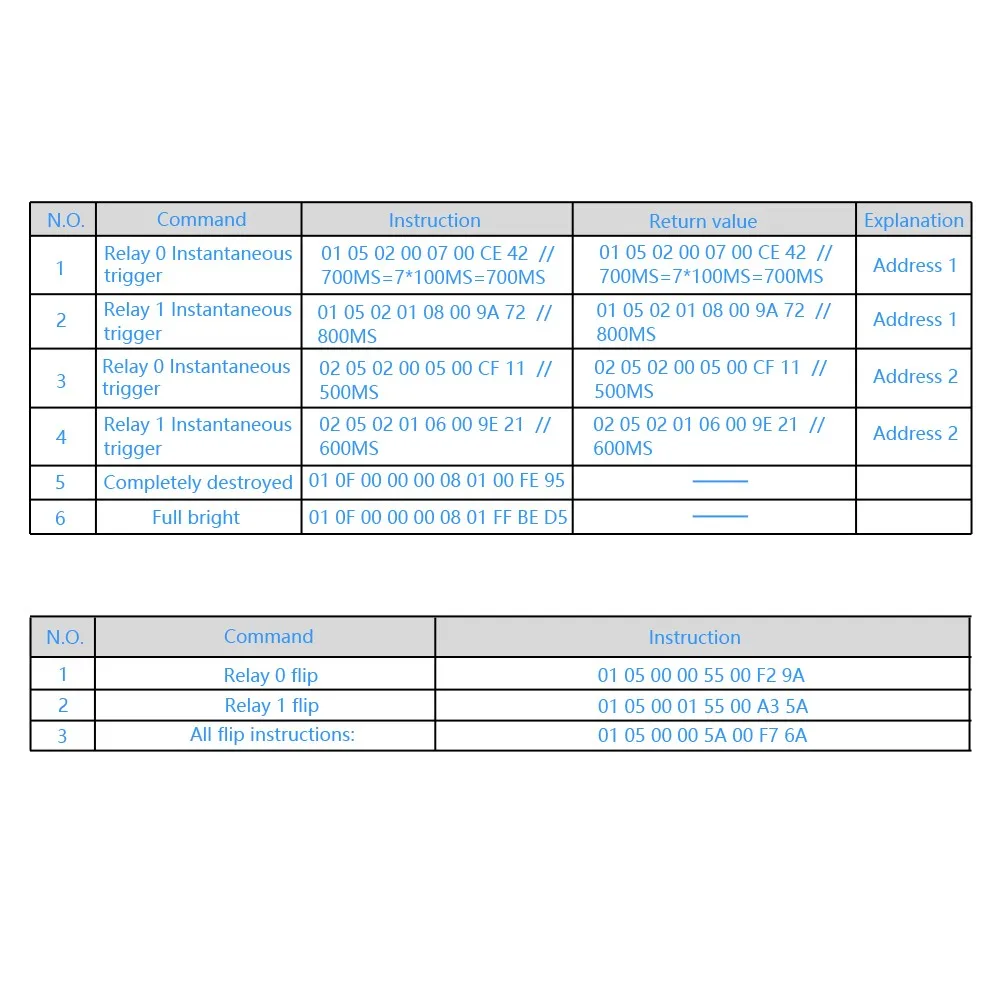 N.O. Command Instruction Return value Explanation
1 Relay 0 Instantaneous trigger 01 05 02 00 07 00 CE 42 // 700MS=7*100MS=700MS 01 05 02 00 07 00 CE 42 // 700MS=7*100MS=700MS Address 1
2 Relay 1 Instantaneous trigger 01 05 02 01 08 00 9A 72 // 800MS 01 05 02 01 08 00 9A 72 // 800MS Address 1
3 Relay 0 Instantaneous trigger 02 05 02 00 05 00 CF 11 // 500MS 02 05 02 00 05 00 CF 11 // 500MS Address 2
4 Relay 1 Instantaneous trigger 02 05 02 01 06 00 9E 21 // 600MS 02 05 02 01 06 00 9E 21 // 600MS Address 2
5 Completely destroyed 01 0F 00 00 00 08 01 00 FE 95 ——
6 Full bright 01 0F 00 00 00 08 01 FF BE D5 ——
N.O. Command Instruction
1 Relay 0 flip 01 05 00 00 55 00 F2 9A
2 Relay 1 flip 01 05 00 01 55 00 A3 5A
3 All flip instructions: 01 05 00 00 5A 00 F7 6A